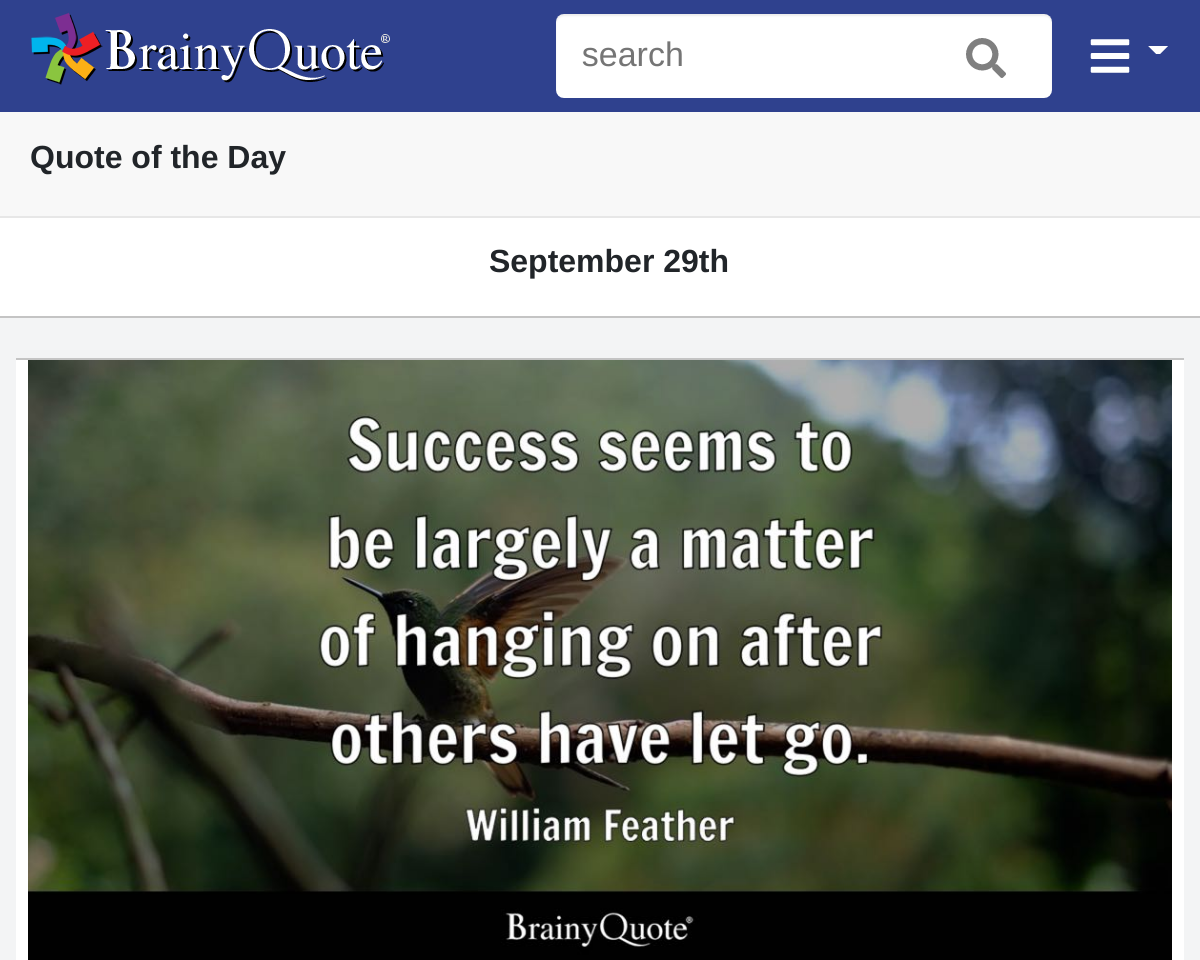 BrainyQuote®
search
Quote of the Day
September 29th
Success seems to
be largely a matter
of hanging on after
others have let go.
William Feather
BrainyQuote®